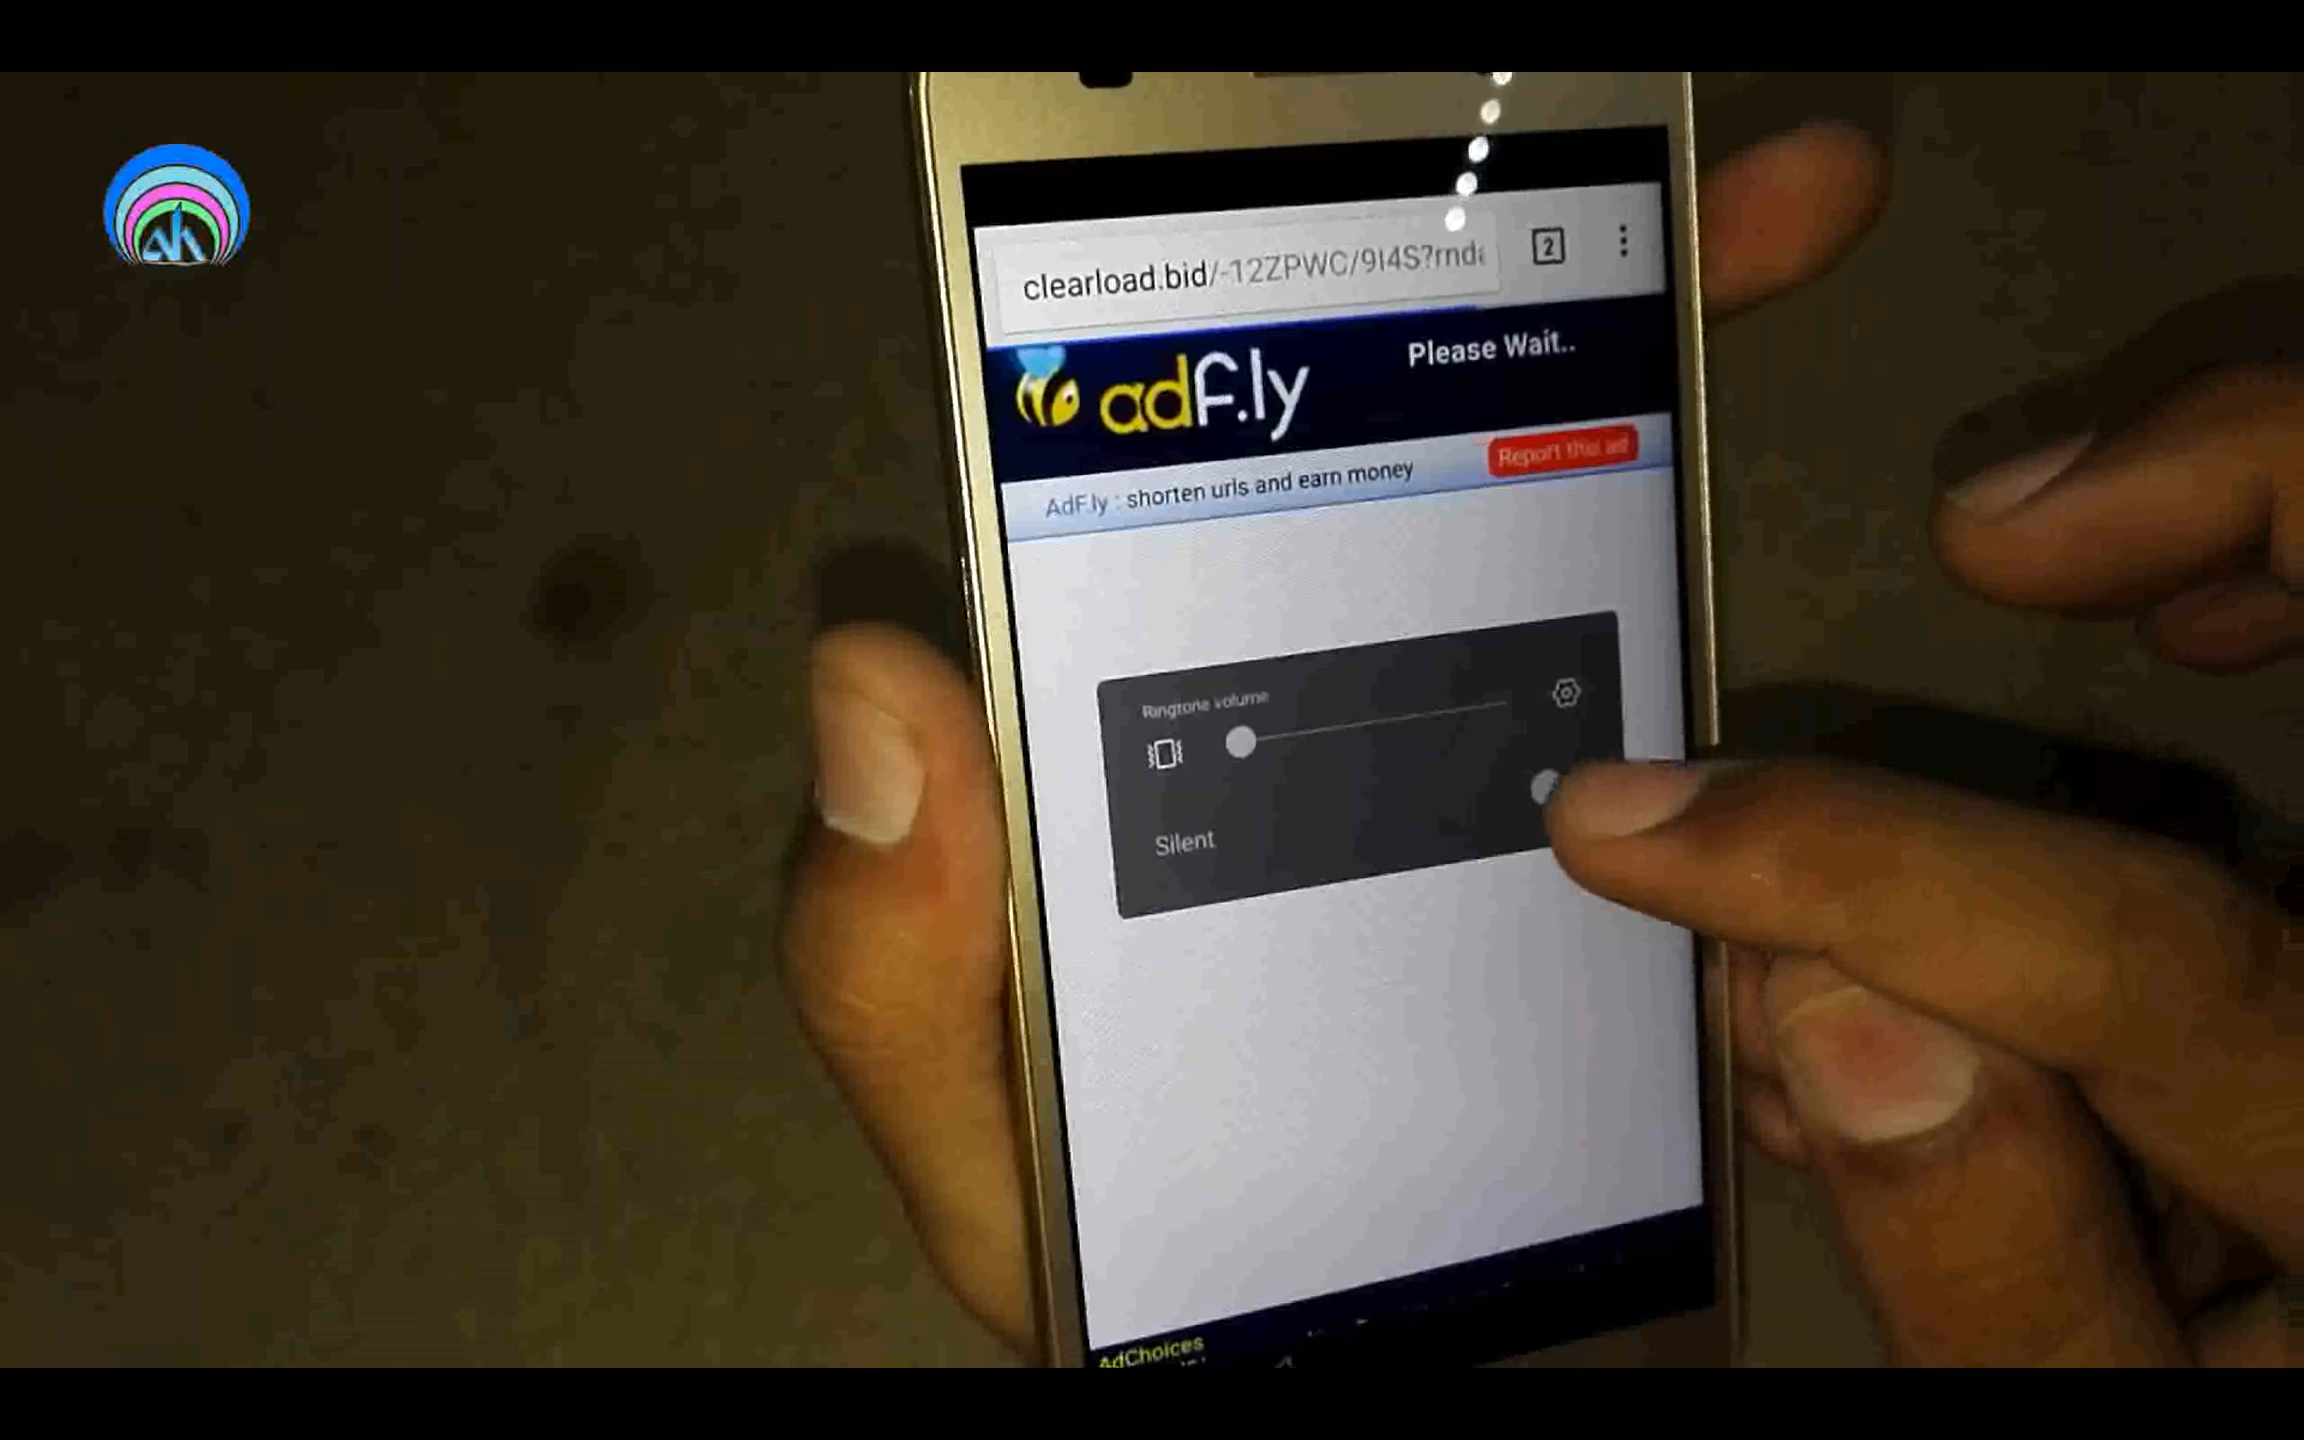 clearload.bid/-12ZPWC/9I4S?rnd
2
adf.ly
Please Wait..
AdF.ly : shorten urls and earn money
Report this ad
Ringtone volume
Silent
AdChoices